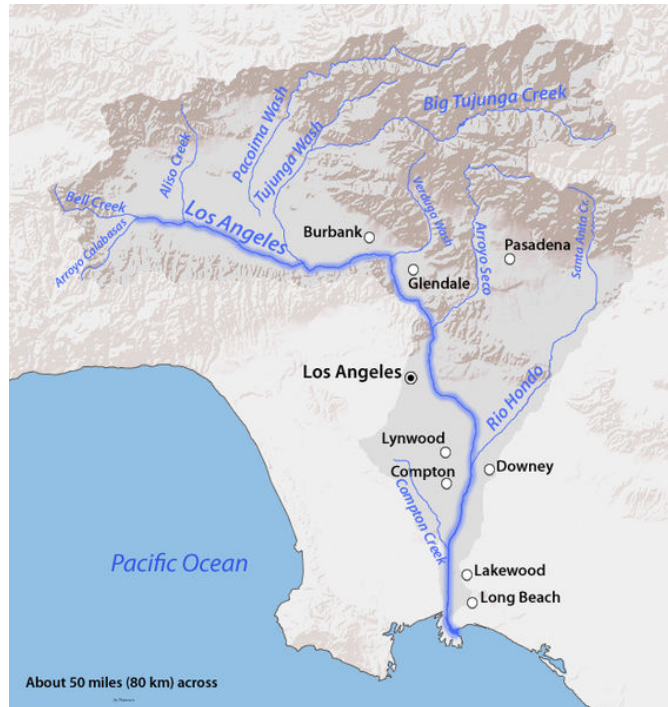 Big Tujunga Creek
Pacoima Wash
Tujunga Wash
Aliso Creek
Bell Creek
Arroyo Calabasas
Los Angeles
Burbank
Verdugo Wash
Glendale
Arroyo Seco
Pasadena
Santa Anita Cr.
Los Angeles
Rio Hondo
Lynwood
Compton
Downey
Compton Creek
Pacific Ocean
Lakewood
Long Beach
About 50 miles (80 km) across